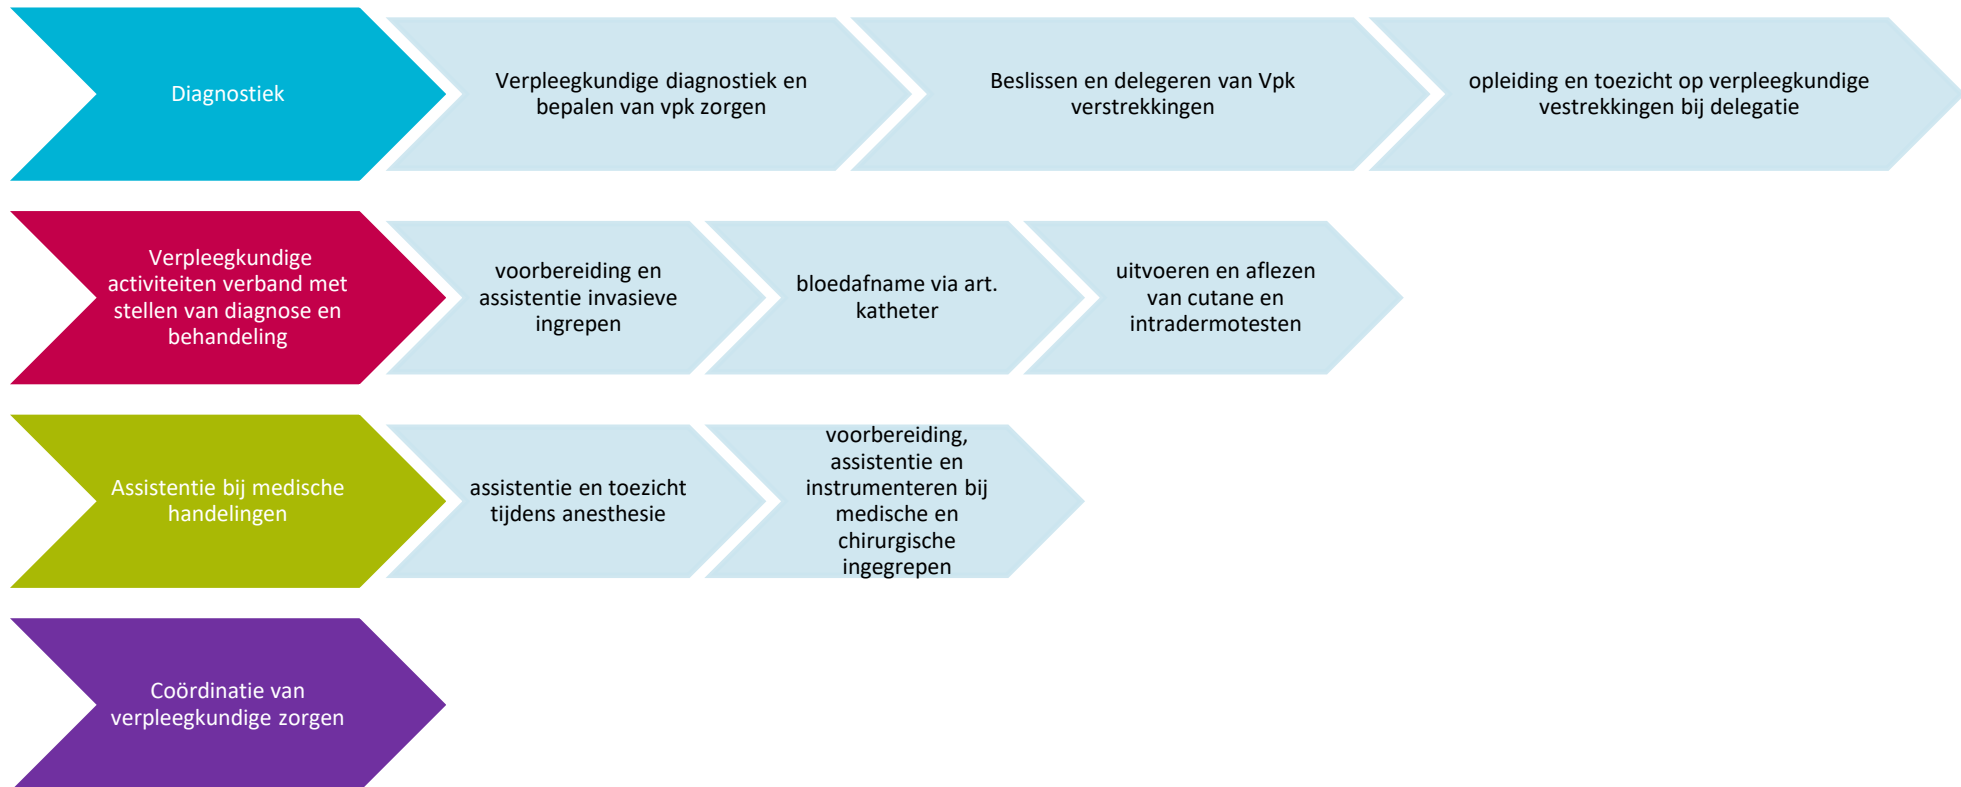 Diagnostiek
Verpleegkundige diagnostiek en
bepalen van vpk zorgen
Beslissen en delegeren van Vpk
verstrekkingen
opleiding en toezicht op verpleegkundige
vestrekkingen bij delegatie
Verpleegkundige
activiteiten verband met
stellen van diagnose en
behandeling
voorbereiding en
assistentie invasieve
ingrepen
bloedafname via art.
katheter
uitvoeren en aflezen
van cutane en
intradermotesten
Assistentie bij medische
handelingen
assistentie en toezicht
tijdens anesthesie
voorbereiding,
assistentie en
instrumenteren bij
medische en
chirurgische
ingegrepen
Coördinatie van
verpleegkundige zorgen